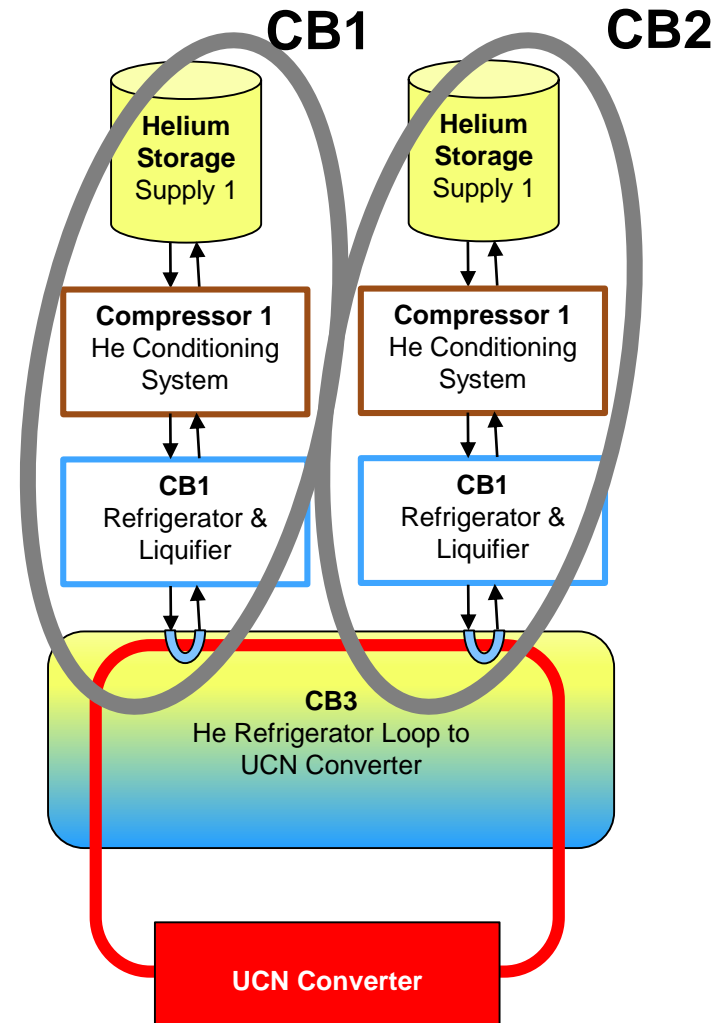 CB1
CB2
Helium
Storage
Supply 1
Helium
Storage
Supply 1
Compressor 1
He Conditioning
System
Compressor 1
He Conditioning
System
CB1
Refrigerator &
Liquifier
CB1
Refrigerator &
Liquifier
CB3
He Refrigerator Loop to
UCN Converter
UCN Converter